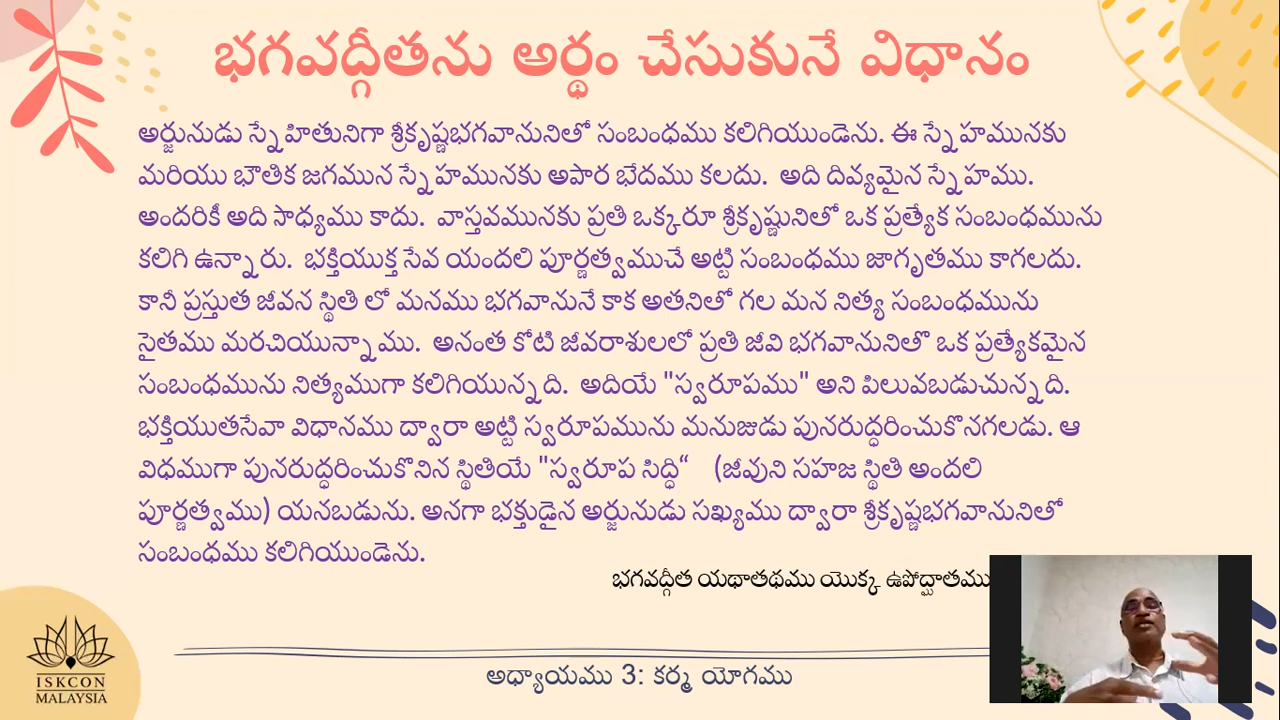 భగవద్గీతను అర్థం చేసుకునే విధానం
అర్జునుడు స్నేహితునిగా శ్రీకృష్ణభగవానునితో సంబంధము కలిగియుండెను. ఈ స్నేహమునకు
మరియు భౌతిక జగమున స్నేహమునకు అపార భేదము కలదు. అది దివ్యమైన స్నేహము.
అందరికీ అది సాధ్యము కాదు. వాస్తవమునకు ప్రతి ఒక్కరూ శ్రీకృష్ణునితో ఒక ప్రత్యేక సంబంధమును
కలిగి ఉన్నారు. భక్తియుక్త సేవ యందలి పూర్ణత్వముచే అట్టి సంబంధము జాగృతము కాగలదు.
కానీ ప్రస్తుత జీవన స్థితి లో మనము భగవానునే కాక అతనితో గల మన నిత్య సంబంధమును
సైతము మరచియున్నాము. అనంత కోటి జీవరాశులలో ప్రతి జీవి భగవానునితొ ఒక ప్రత్యేకమైన
సంబంధమును నిత్యముగా కలిగియున్నది. అదియే "స్వరూపము" అని పిలువబడుచున్నది.
భక్తియుతసేవా విధానము ద్వారా అట్టి స్వరూపమును మనుజుడు పునరుద్ధరించుకొనగలడు. ఆ
విధముగా పునరుద్ధరించుకొనిన స్థితియే "స్వరూప సిద్ధి“ (జీవుని సహజ స్థితి అందలి
పూర్ణత్వము) యనబడును. అనగా భక్తుడైన అర్జునుడు సఖ్యము ద్వారా శ్రీకృష్ణభగవానునితో
సంబంధము కలిగియుండెను.
భగవద్గీత యథాతథము యొక్క ఉపోద్ఘాతము
ISKCON
MALAYSIA
అధ్యాయము 3: కర్మ యోగము